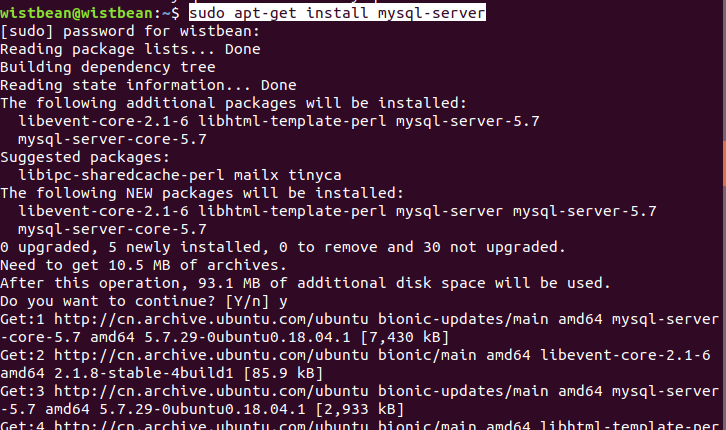 wistbean@wistbean:~$ sudo apt-get install mysql-server
[sudo] password for wistbean:
Reading package lists... Done
Building dependency tree
Reading state information... Done
The following additional packages will be installed:
  libevent-core-2.1-6 libhtml-template-perl mysql-server-5.7
  mysql-server-core-5.7
Suggested packages:
  libipc-sharedcache-perl mailx tinyca
The following NEW packages will be installed:
  libevent-core-2.1-6 libhtml-template-perl mysql-server mysql-server-5.7
  mysql-server-core-5.7
0 upgraded, 5 newly installed, 0 to remove and 30 not upgraded.
Need to get 10.5 MB of archives.
After this operation, 93.1 MB of additional disk space will be used.
Do you want to continue? [Y/n] y
Get:1 http://cn.archive.ubuntu.com/ubuntu bionic-updates/main amd64 mysql-server
-core-5.7 amd64 5.7.29-0ubuntu0.18.04.1 [7,430 kB]
Get:2 http://cn.archive.ubuntu.com/ubuntu bionic/main amd64 libevent-core-2.1-6
amd64 2.1.8-stable-4build1 [85.9 kB]
Get:3 http://cn.archive.ubuntu.com/ubuntu bionic-updates/main amd64 mysql-server
-5.7 amd64 5.7.29-0ubuntu0.18.04.1 [2,933 kB]
Get:4 http://cn.archive.ubuntu.com/ubuntu bionic/main amd64 libhtml-template-per